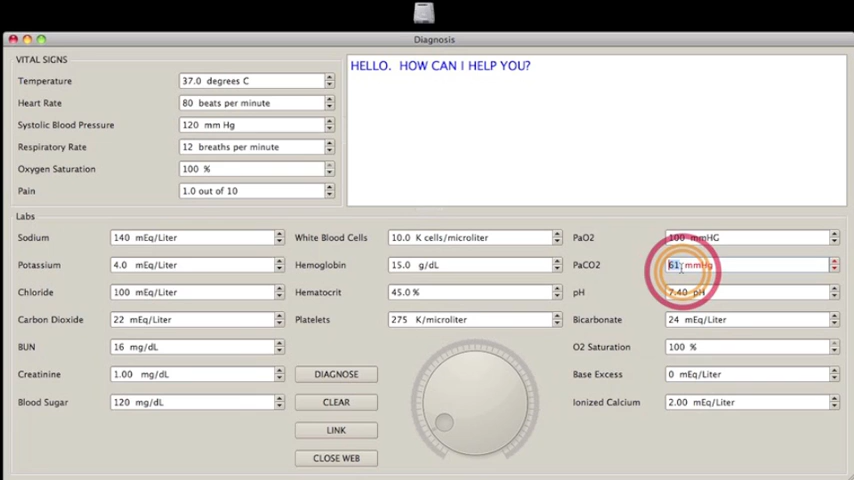 Diagnosis
VITAL SIGNS
Temperature 37.0 degrees C
Heart Rate 80 beats per minute
Systolic Blood Pressure 120 mm Hg
Respiratory Rate 12 breaths per minute
Oxygen Saturation 100 %
Pain 1.0 out of 10
HELLO. HOW CAN I HELP YOU?
Labs
Sodium 140 mEq/Liter
Potassium 4.0 mEq/Liter
Chloride 100 mEq/Liter
Carbon Dioxide 22 mEq/Liter
BUN 16 mg/dL
Creatinine 1.00 mg/dL
Blood Sugar 120 mg/dL
White Blood Cells 10.0 K cells/microliter
Hemoglobin 15.0 g/dL
Hematocrit 45.0 %
Platelets 275 K/microliter
DIAGNOSE
CLEAR
LINK
CLOSE WEB
PaO2 100 mmHG
PaCO2 61 mmHg
pH 7.40 pH
Bicarbonate 24 mEq/Liter
O2 Saturation 100 %
Base Excess 0 mEq/Liter
Ionized Calcium 2.00 mEq/Liter